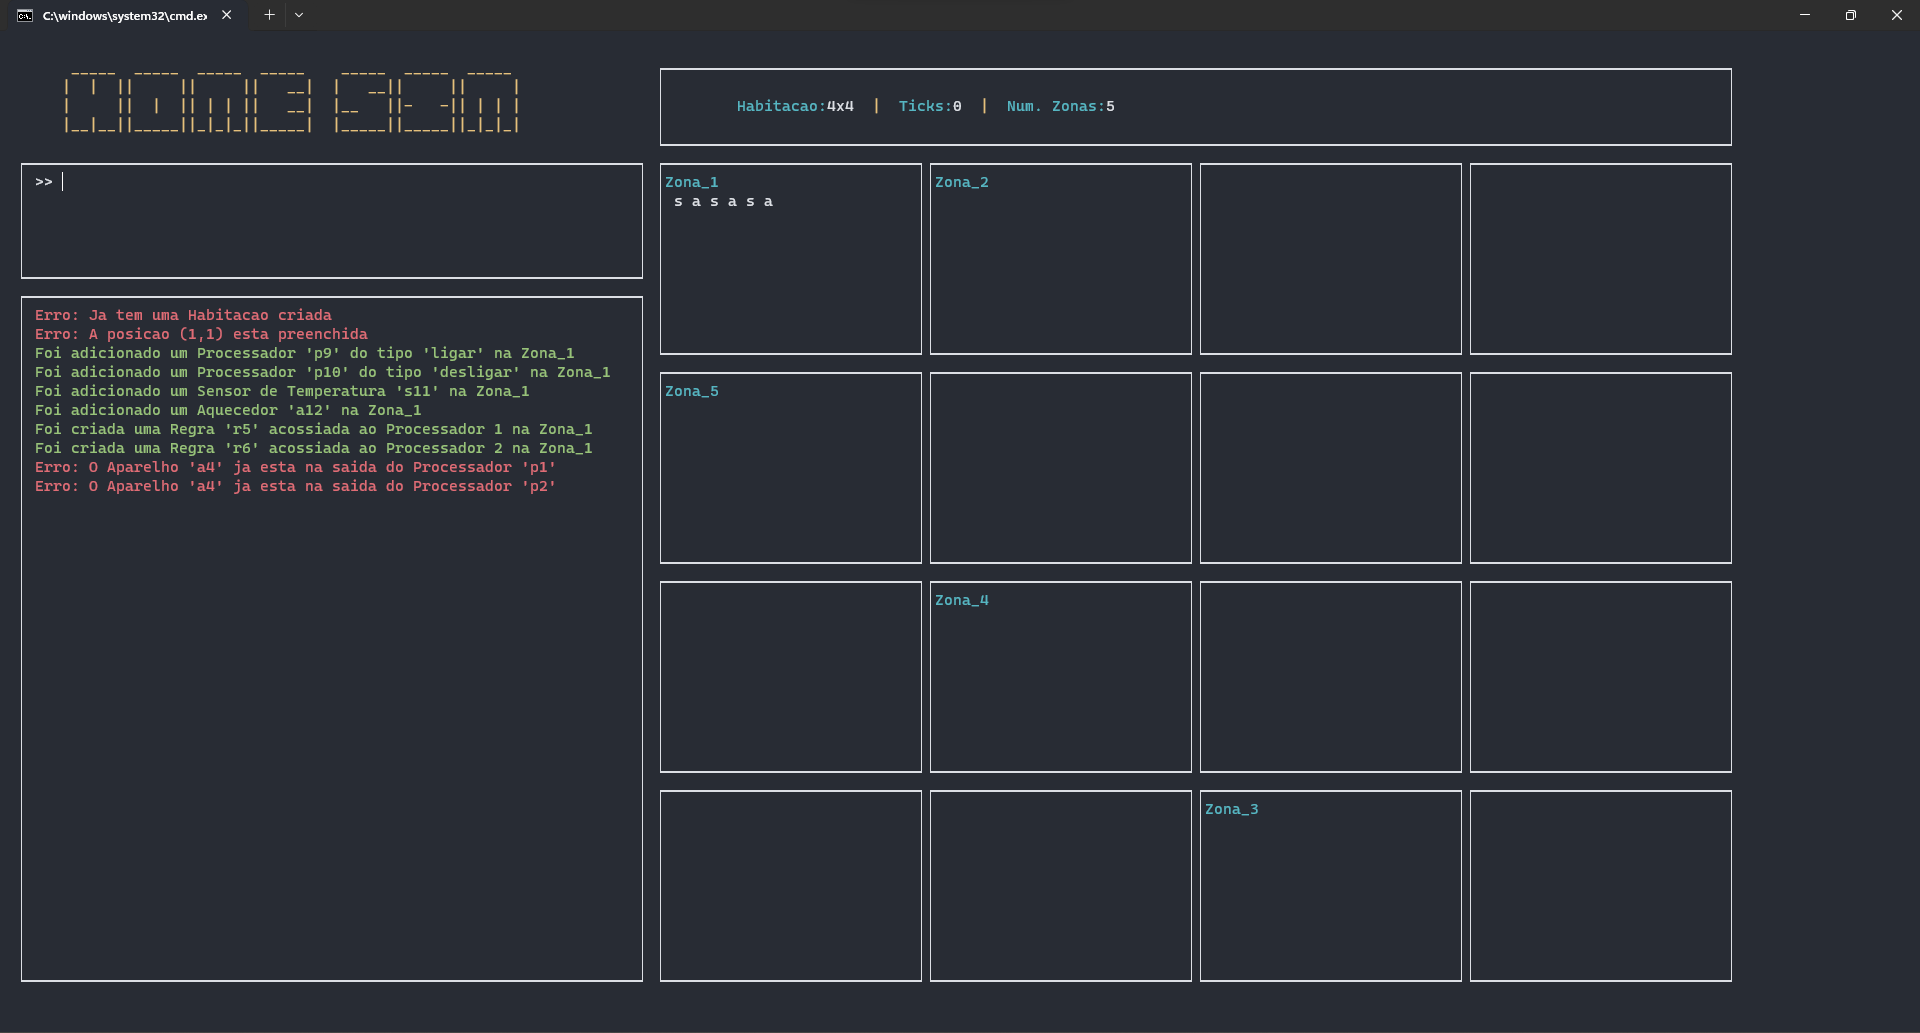 C:\windows\system32\cmd.ex
HOME SIM
Habitacao:4x4 | Ticks:0 | Num. Zonas:5
>>
Erro: Ja tem uma Habitacao criada
Erro: A posicao (1,1) esta preenchida
Foi adicionado um Processador 'p9' do tipo 'ligar' na Zona_1
Foi adicionado um Processador 'p10' do tipo 'desligar' na Zona_1
Foi adicionado um Sensor de Temperatura 's11' na Zona_1
Foi adicionado um Aquecedor 'a12' na Zona_1
Foi criada uma Regra 'r5' acossiada ao Processador 1 na Zona_1
Foi criada uma Regra 'r6' acossiada ao Processador 2 na Zona_1
Erro: O Aparelho 'a4' ja esta na saida do Processador 'p1'
Erro: O Aparelho 'a4' ja esta na saida do Processador 'p2'
Zona_1
s a s a s a
Zona_2
Zona_5
Zona_4
Zona_3